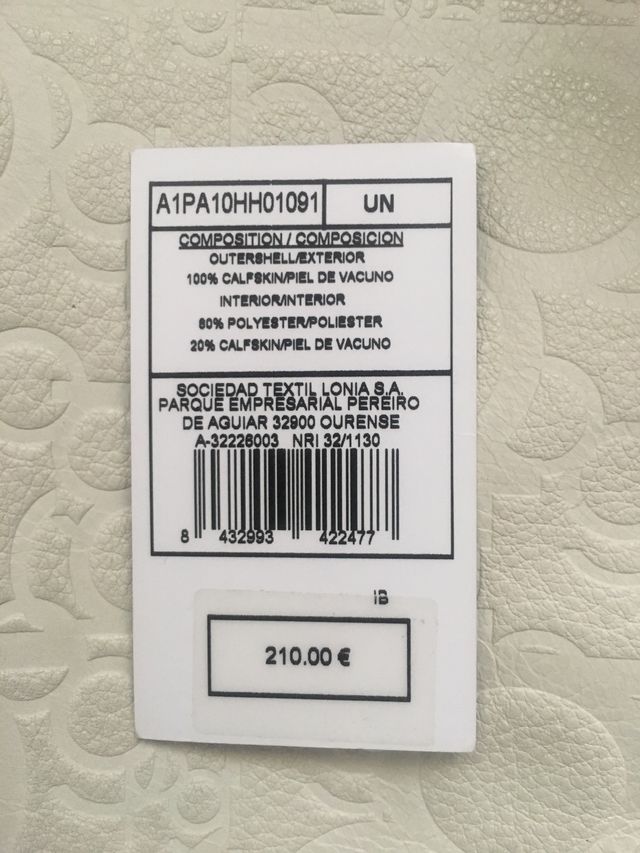 A1PA10HH01091 UN
COMPOSITION / COMPOSICION
OUTERSHELL/EXTERIOR
100% CALFSKIN/PIEL DE VACUNO
INTERIOR/INTERIOR
80% POLYESTER/POLIESTER
20% CALFSKIN/PIEL DE VACUNO
SOCIEDAD TEXTIL LONIA S.A.
PARQUE EMPRESARIAL PEREIRO
DE AGUIAR 32900 OURENSE
A-32226003 NRI 32/1130
8 432993 422477
IB
210.00 €